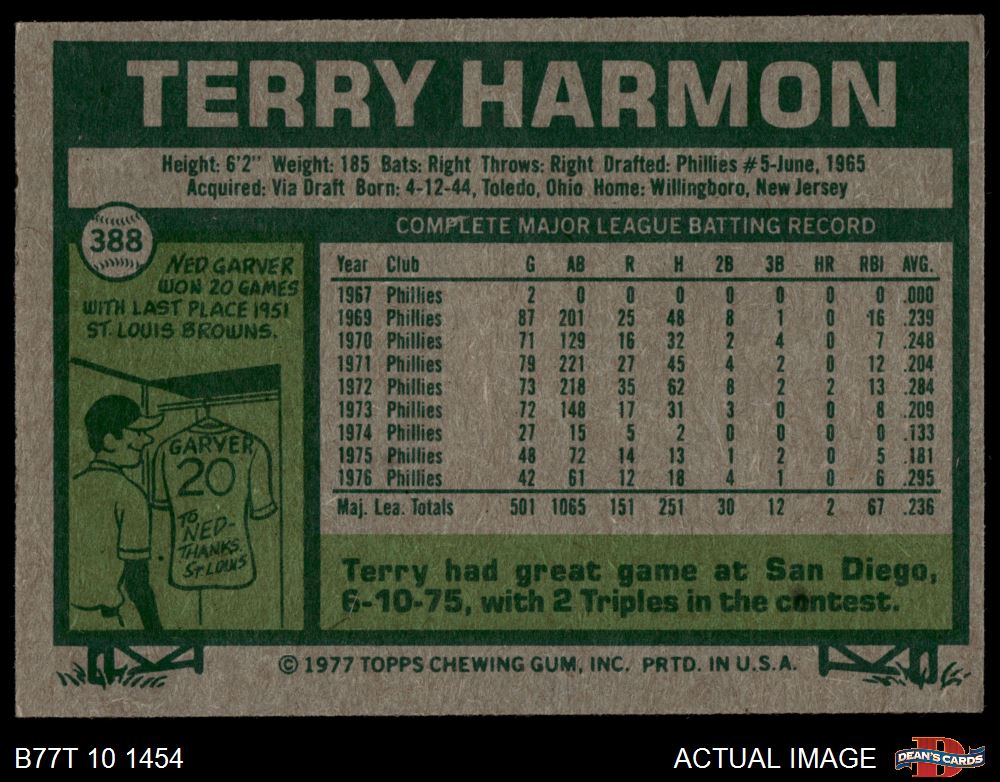 TERRY HARMON
Height: 6'2" Weight: 185 Bats: Right Throws: Right Drafted: Phillies #5-June, 1965
Acquired: Via Draft Born: 4-12-44, Toledo, Ohio Home: Willingboro, New Jersey
388
NED GARVER
WON 20 GAMES
WITH LAST PLACE 1951
ST. LOUIS BROWNS.
GARVER
20
TO
NED-
THANKS.
ST. LOUIS
COMPLETE MAJOR LEAGUE BATTING RECORD
Year Club G AB R H 2B 3B HR RBI AVG.
1967 Phillies 2 0 0 0 0 0 0 0 .000
1969 Phillies 87 201 25 48 8 1 0 16 .239
1970 Phillies 71 129 16 32 2 4 0 7 .248
1971 Phillies 79 221 27 45 4 2 0 12 .204
1972 Phillies 73 218 35 62 8 2 2 13 .284
1973 Phillies 72 148 17 31 3 0 0 8 .209
1974 Phillies 27 15 5 2 0 0 0 0 .133
1975 Phillies 48 72 14 13 1 2 0 5 .181
1976 Phillies 42 61 12 18 4 1 0 6 .295
Maj. Lea. Totals 501 1065 151 251 30 12 2 67 .236
Terry had great game at San Diego,
6-10-75, with 2 Triples in the contest.
© 1977 TOPPS CHEWING GUM, INC. PRTD. IN U.S.A.
B77T 10 1454
ACTUAL IMAGE
D
DEAN'S CARDS